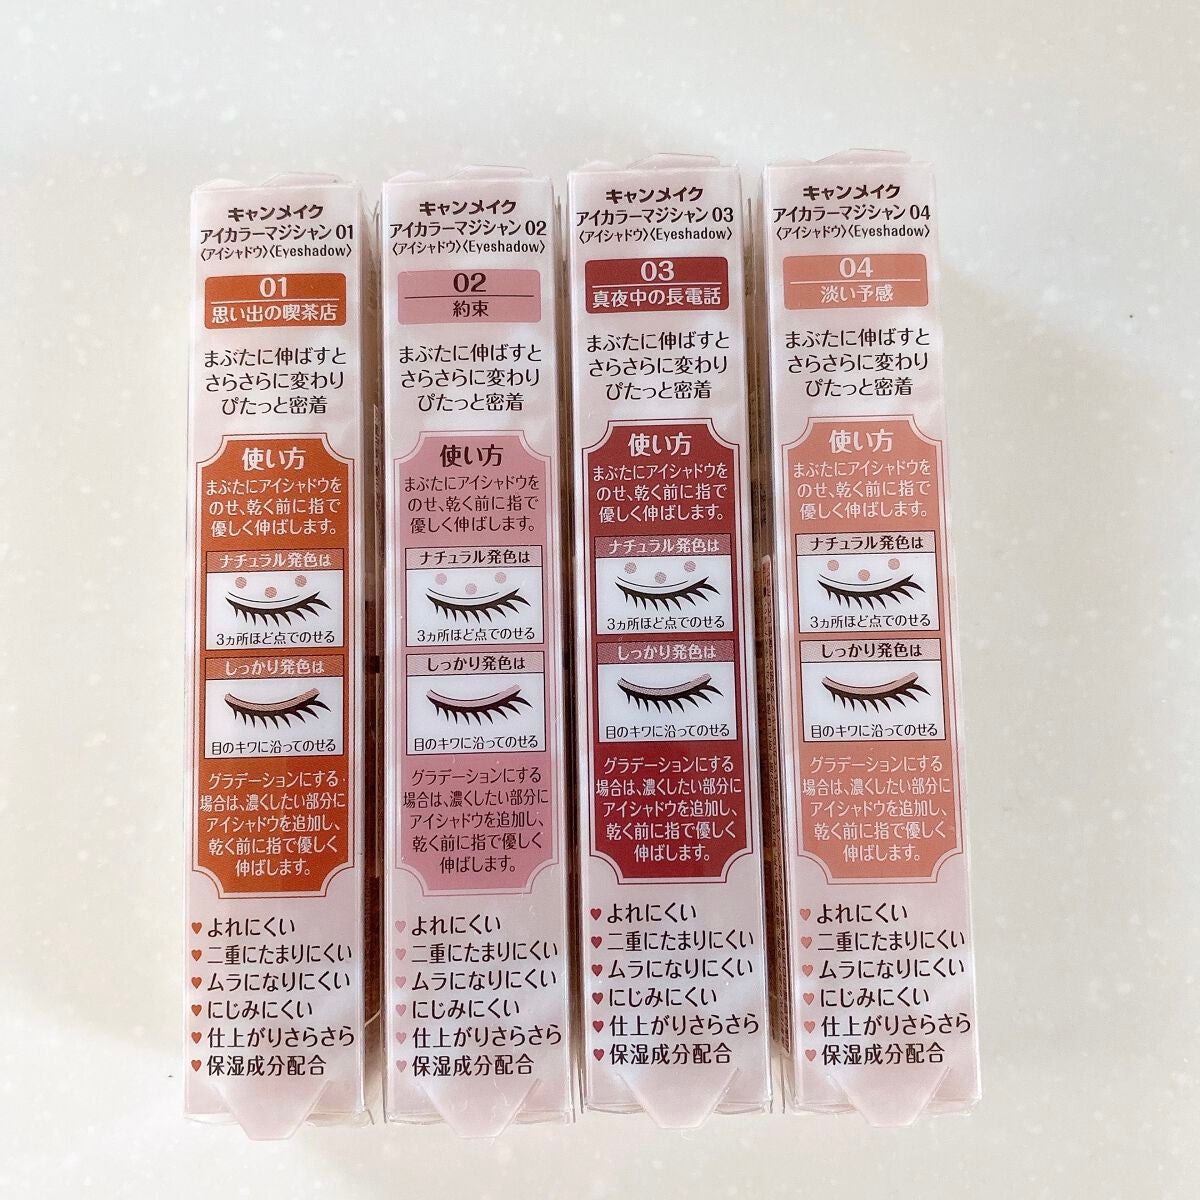 キャンメイク
アイカラーマジシャン 01
〈アイシャドウ〉〈Eyeshadow〉
01
思い出の喫茶店
まぶたに伸ばすと
さらさらに変わり
ぴたっと密着
使い方
まぶたにアイシャドウを
のせ、乾く前に指で
優しく伸ばします。
ナチュラル発色は
3ヵ所ほど点でのせる
しっかり発色は
目のキワに沿ってのせる
グラデーションにする
場合は、濃くしたい部分に
アイシャドウを追加し、
乾く前に指で優しく
伸ばします。
♥ よれにくい
♥ 二重にたまりにくい
♥ ムラになりにくい
♥ にじみにくい
♥ 仕上がりさらさら
♥ 保湿成分配合
キャンメイク
アイカラーマジシャン 02
〈アイシャドウ〉〈Eyeshadow〉
02
約束
まぶたに伸ばすと
さらさらに変わり
ぴたっと密着
使い方
まぶたにアイシャドウを
のせ、乾く前に指で
優しく伸ばします。
ナチュラル発色は
3ヵ所ほど点でのせる
しっかり発色は
目のキワに沿ってのせる
グラデーションにする
場合は、濃くしたい部分に
アイシャドウを追加し、
乾く前に指で優しく
伸ばします。
♥ よれにくい
♥ 二重にたまりにくい
♥ ムラになりにくい
♥ にじみにくい
♥ 仕上がりさらさら
♥ 保湿成分配合
キャンメイク
アイカラーマジシャン 03
〈アイシャドウ〉〈Eyeshadow〉
03
真夜中の長電話
まぶたに伸ばすと
さらさらに変わり
ぴたっと密着
使い方
まぶたにアイシャドウを
のせ、乾く前に指で
優しく伸ばします。
ナチュラル発色は
3ヵ所ほど点でのせる
しっかり発色は
目のキワに沿ってのせる
グラデーションにする
場合は、濃くしたい部分に
アイシャドウを追加し、
乾く前に指で優しく
伸ばします。
♥ よれにくい
♥ 二重にたまりにくい
♥ ムラになりにくい
♥ にじみにくい
♥ 仕上がりさらさら
♥ 保湿成分配合
キャンメイク
アイカラーマジシャン 04
〈アイシャドウ〉〈Eyeshadow〉
04
淡い予感
まぶたに伸ばすと
さらさらに変わり
ぴたっと密着
使い方
まぶたにアイシャドウを
のせ、乾く前に指で
優しく伸ばします。
ナチュラル発色は
3ヵ所ほど点でのせる
しっかり発色は
目のキワに沿ってのせる
グラデーションにする
場合は、濃くしたい部分に
アイシャドウを追加し、
乾く前に指で優しく
伸ばします。
♥ よれにくい
♥ 二重にたまりにくい
♥ ムラになりにくい
♥ にじみにくい
♥ 仕上がりさらさら
♥ 保湿成分配合